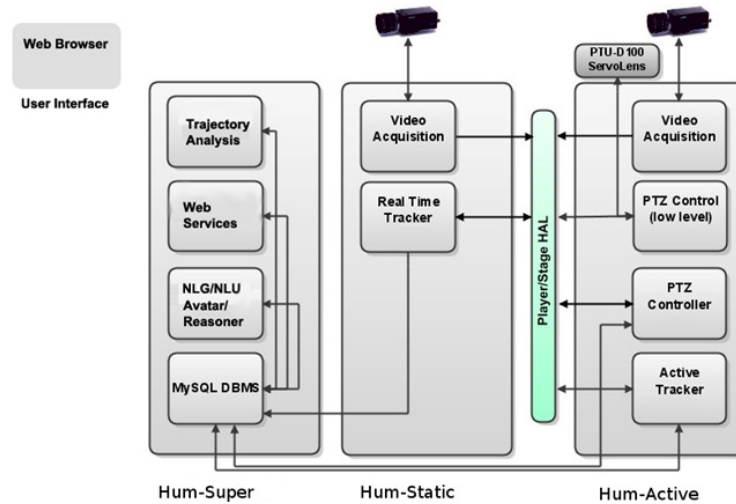 Web Browser
User Interface
PTU-D100
ServoLens
Trajectory
Analysis
Web
Services
NLG/NLU
Avatar/
Reasoner
MySQL DBMS
Hum-Super
Video
Acquisition
Real Time
Tracker
Hum-Static
Player/Stage HAL
Video
Acquisition
PTZ Control
(low level)
PTZ
Controller
Active
Tracker
Hum-Active